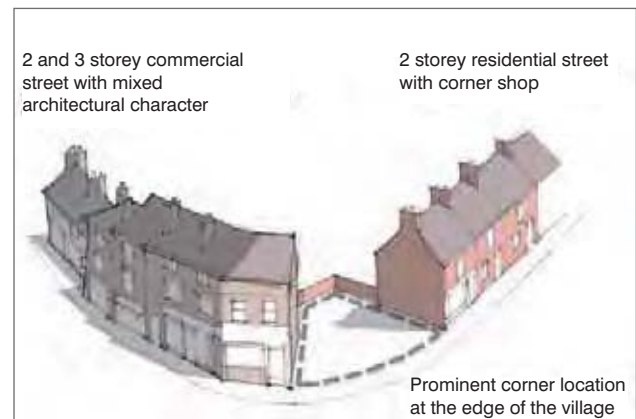 2 and 3 storey commercial
street with mixed
architectural character
2 storey residential street
with corner shop
Prominent corner location
at the edge of the village